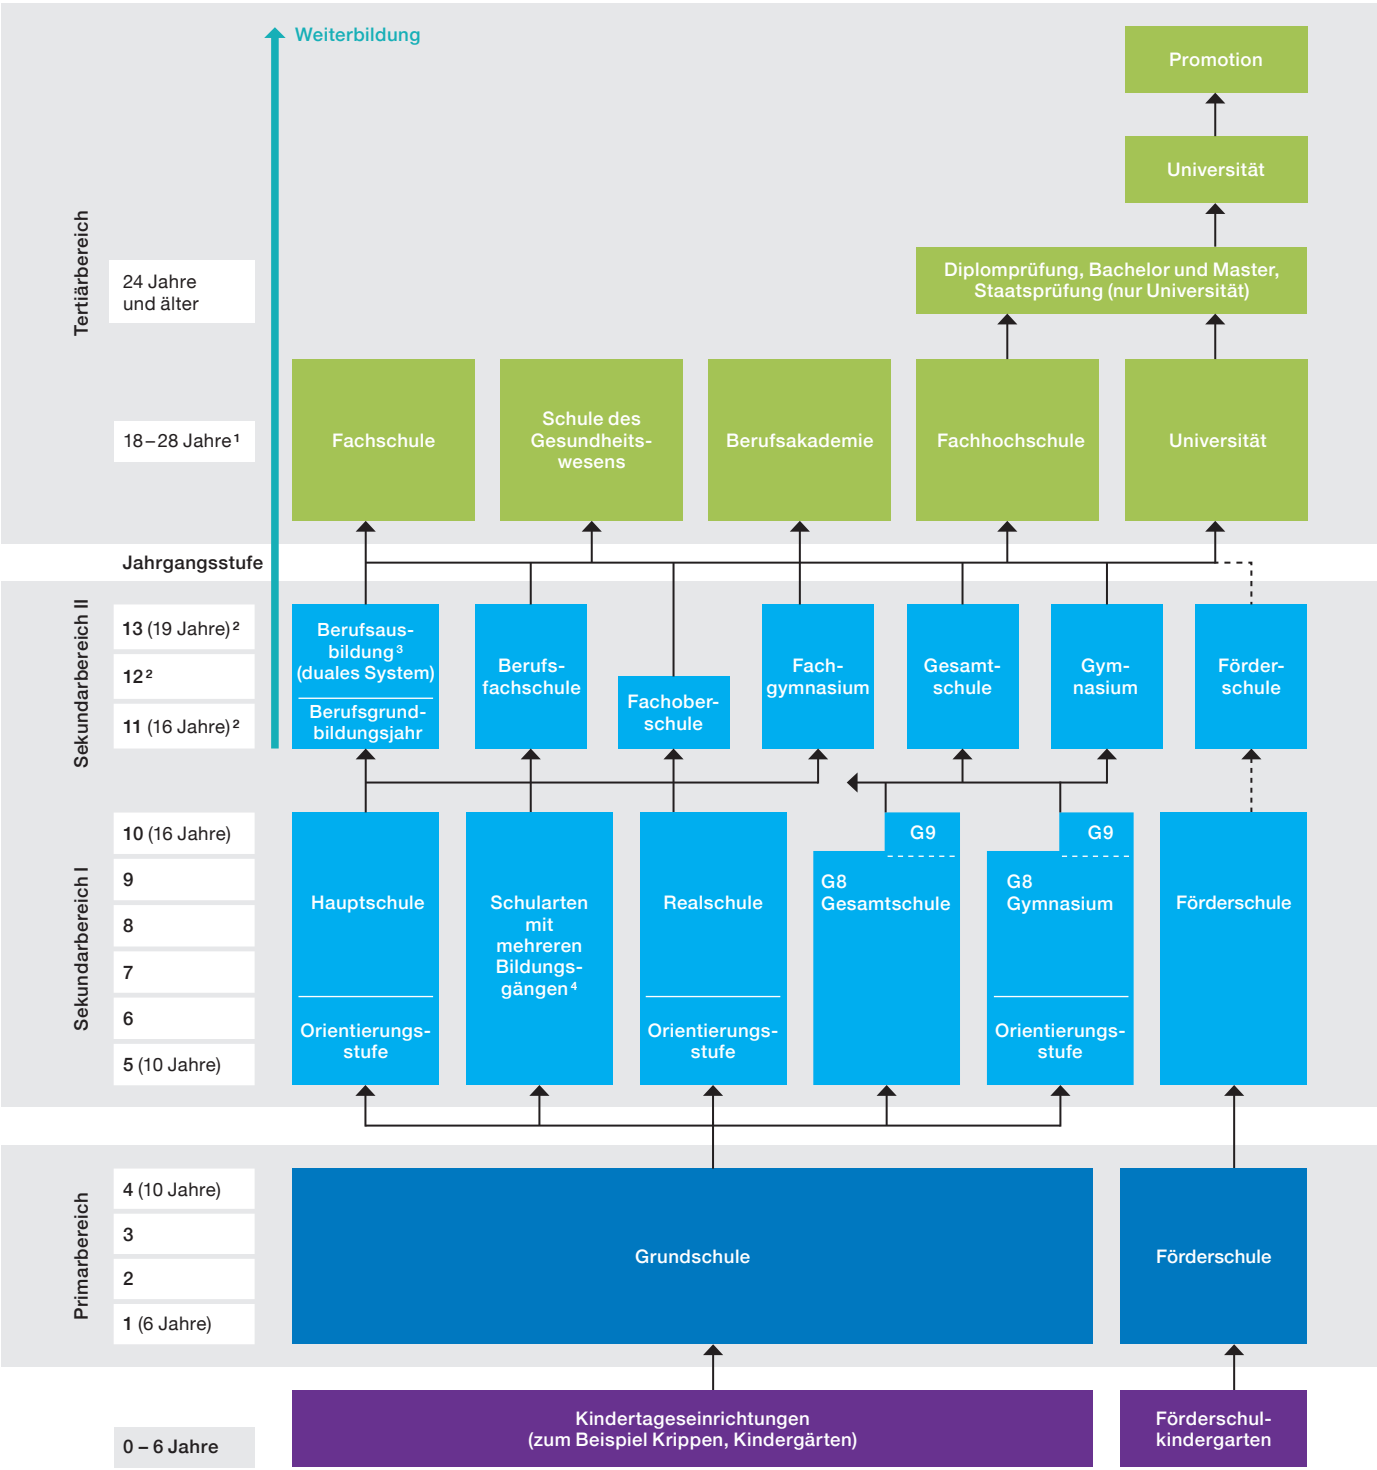 Weiterbildung
Promotion
Universität
Tertiärbereich
24 Jahre
und älter
Diplomprüfung, Bachelor und Master,
Staatsprüfung (nur Universität)
18–28 Jahre¹
Fachschule
Schule des
Gesundheits-
wesens
Berufsakademie
Fachhochschule
Universität
Jahrgangsstufe
Sekundarbereich II
13 (19 Jahre)²
12²
11 (16 Jahre)²
Berufsaus-
bildung³
(duales System)
Berufsgrund-
bildungsjahr
Berufs-
fachschule
Fachober-
schule
Fach-
gymnasium
Gesamt-
schule
Gym-
nasium
Förder-
schule
Sekundarbereich I
10 (16 Jahre)
9
8
7
6
5 (10 Jahre)
Hauptschule
Orientierungs-
stufe
Schularten
mit
mehreren
Bildungs-
gängen⁴
Realschule
Orientierungs-
stufe
G9
G8
Gesamtschule
G9
G8
Gymnasium
Orientierungs-
stufe
Förderschule
Primarbereich
4 (10 Jahre)
3
2
1 (6 Jahre)
Grundschule
Förderschule
0 – 6 Jahre
Kindertageseinrichtungen
(zum Beispiel Krippen, Kindergärten)
Förderschul-
kindergarten